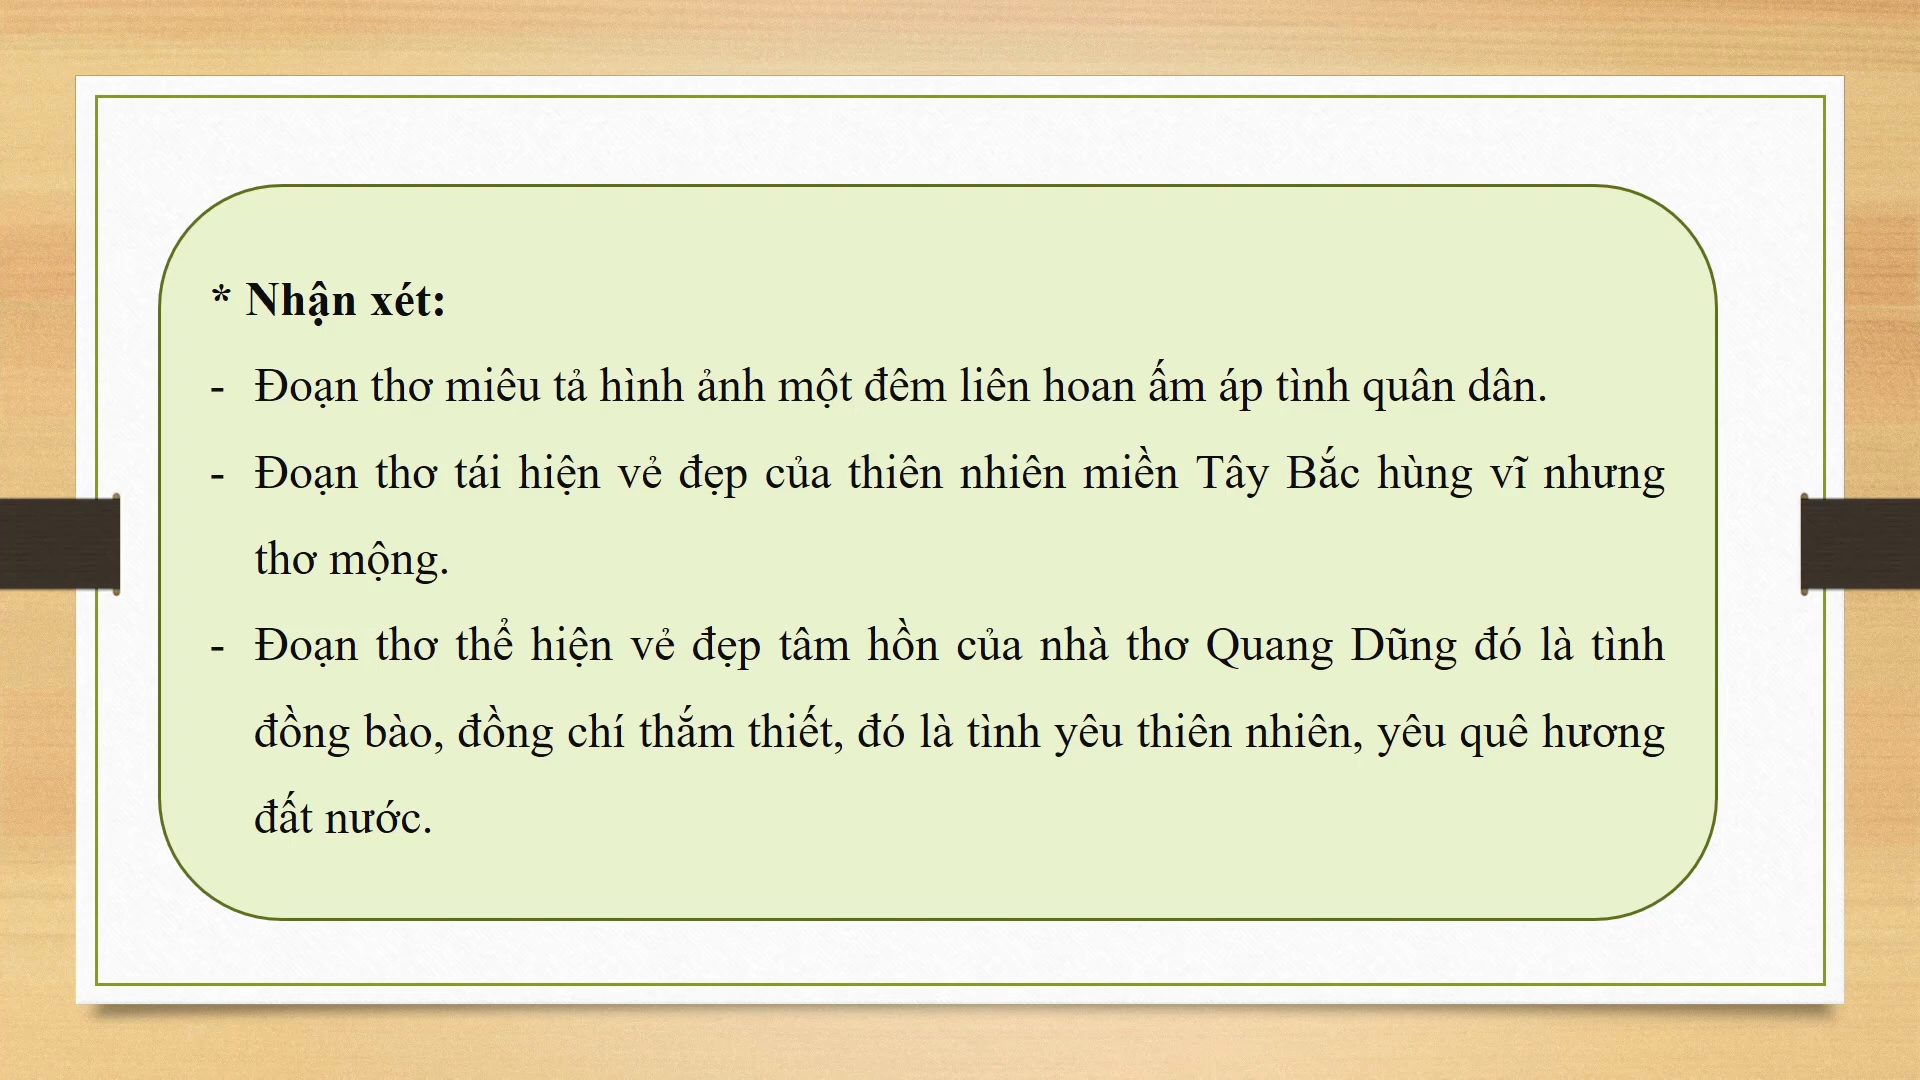 * Nhận xét:
- Đoạn thơ miêu tả hình ảnh một đêm liên hoan ấm áp tình quân dân.
- Đoạn thơ tái hiện vẻ đẹp của thiên nhiên miền Tây Bắc hùng vĩ nhưng
thơ mộng.
- Đoạn thơ thể hiện vẻ đẹp tâm hồn của nhà thơ Quang Dũng đó là tình
đồng bào, đồng chí thắm thiết, đó là tình yêu thiên nhiên, yêu quê hương
đất nước.